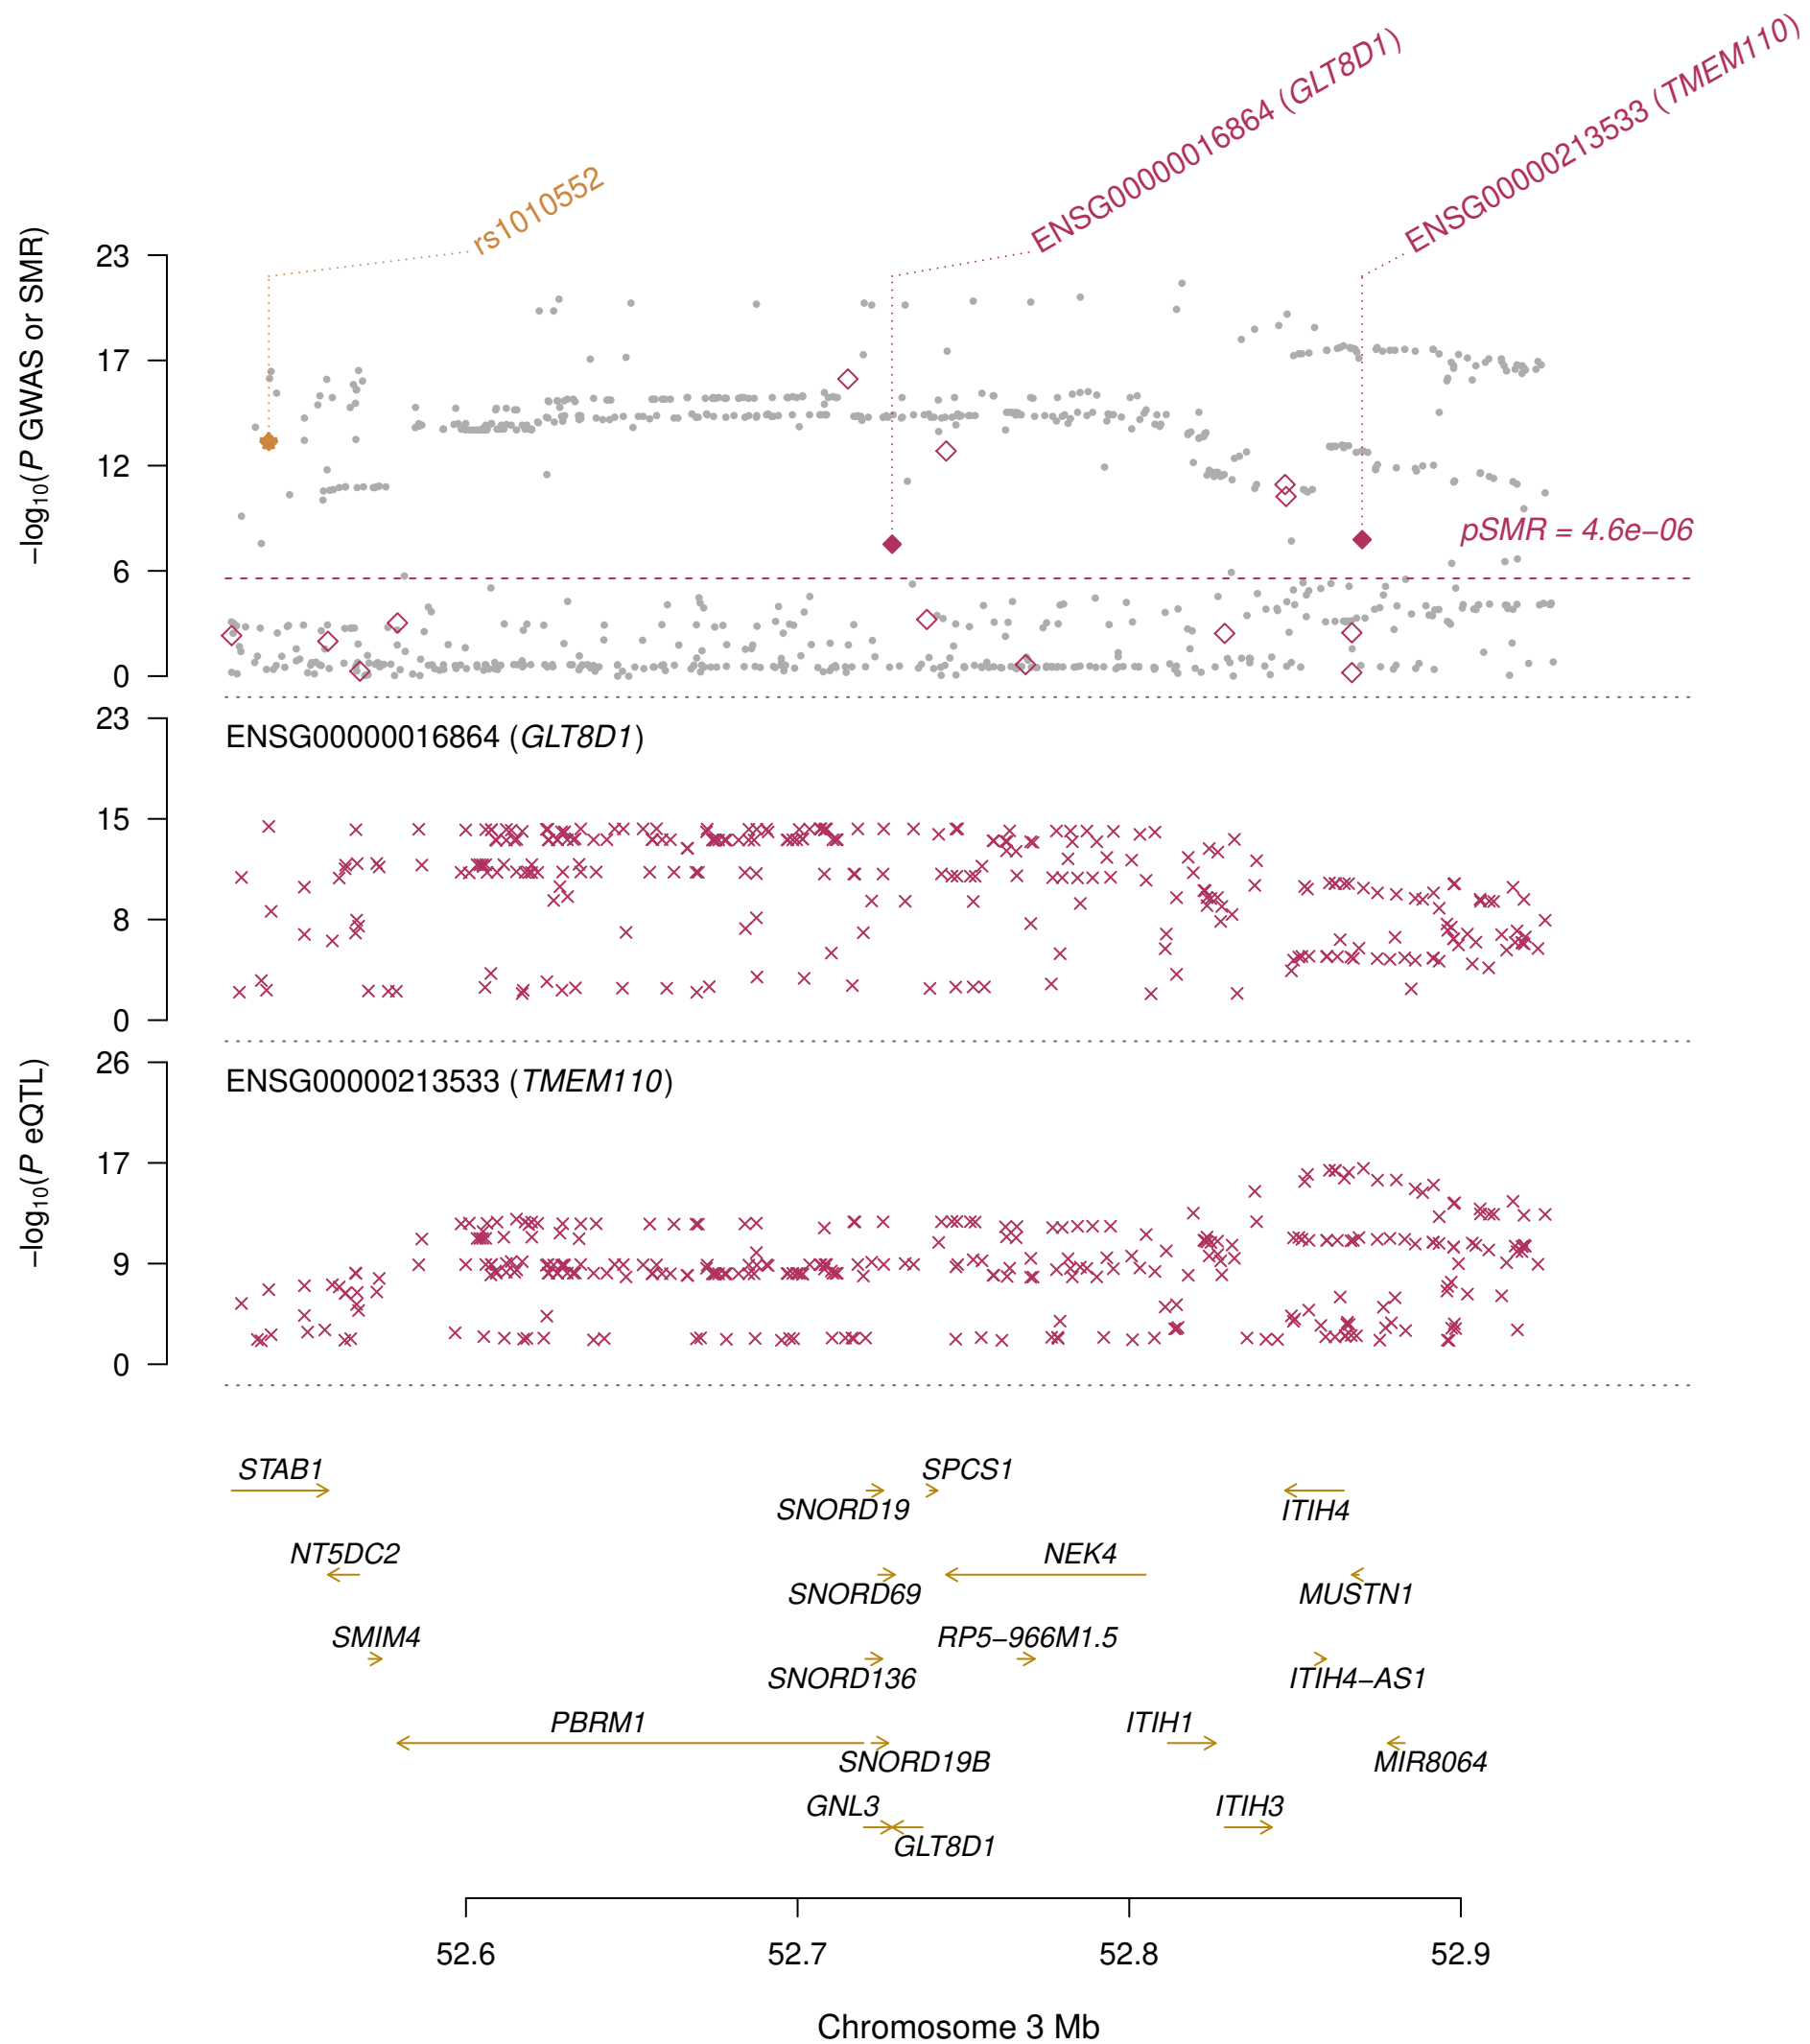 rs1010552
ENSG00000016864 (GLT8D1)
ENSG00000213533 (TMEM110)
−log10(P GWAS or SMR)
23
17
12
6
0
pSMR = 4.6e−06
ENSG00000016864 (GLT8D1)
23
15
8
0
−log10(P eQTL)
ENSG00000213533 (TMEM110)
26
17
9
0
STAB1
SPCS1
SNORD19
ITIH4
NT5DC2
NEK4
SNORD69
MUSTN1
SMIM4
RP5−966M1.5
SNORD136
ITIH4−AS1
PBRM1
ITIH1
SNORD19B
MIR8064
GNL3
ITIH3
GLT8D1
52.6 52.7 52.8 52.9
Chromosome 3 Mb